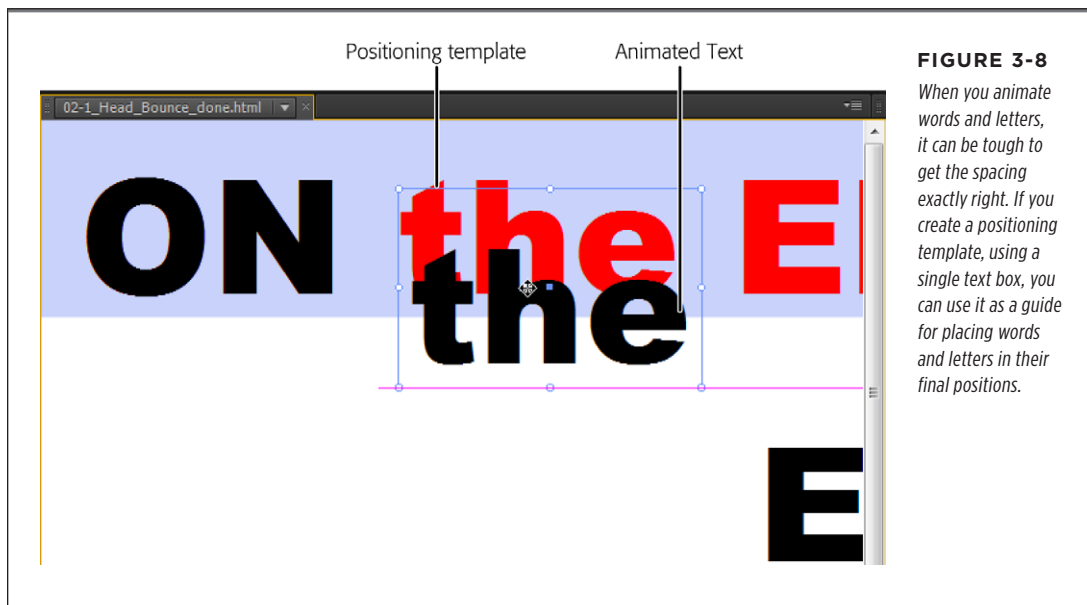 Positioning template
Animated Text
02-1_Head_Bounce_done.html
ON the E
the
E
FIGURE 3-8
When you animate
words and letters,
it can be tough to
get the spacing
exactly right. If you
create a positioning
template, using a
single text box, you
can use it as a guide
for placing words
and letters in their
final positions.